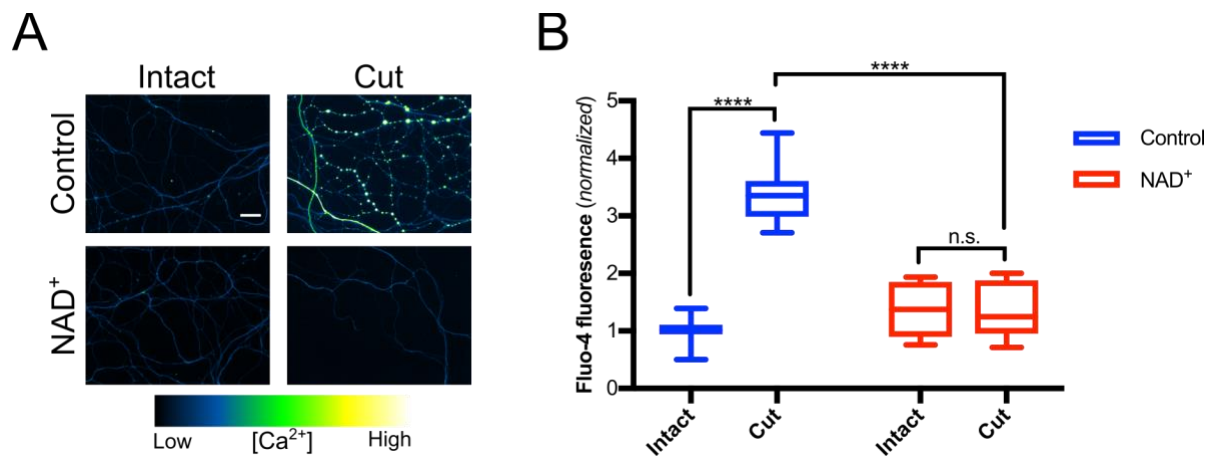 A
Intact
Cut
Control
NAD+
Low
[Ca2+]
High
B
Fluo-4 fluoresence (normalized)
5
4
3
2
1
0
****
****
n.s.
Intact
Cut
Intact
Cut
Control
NAD+